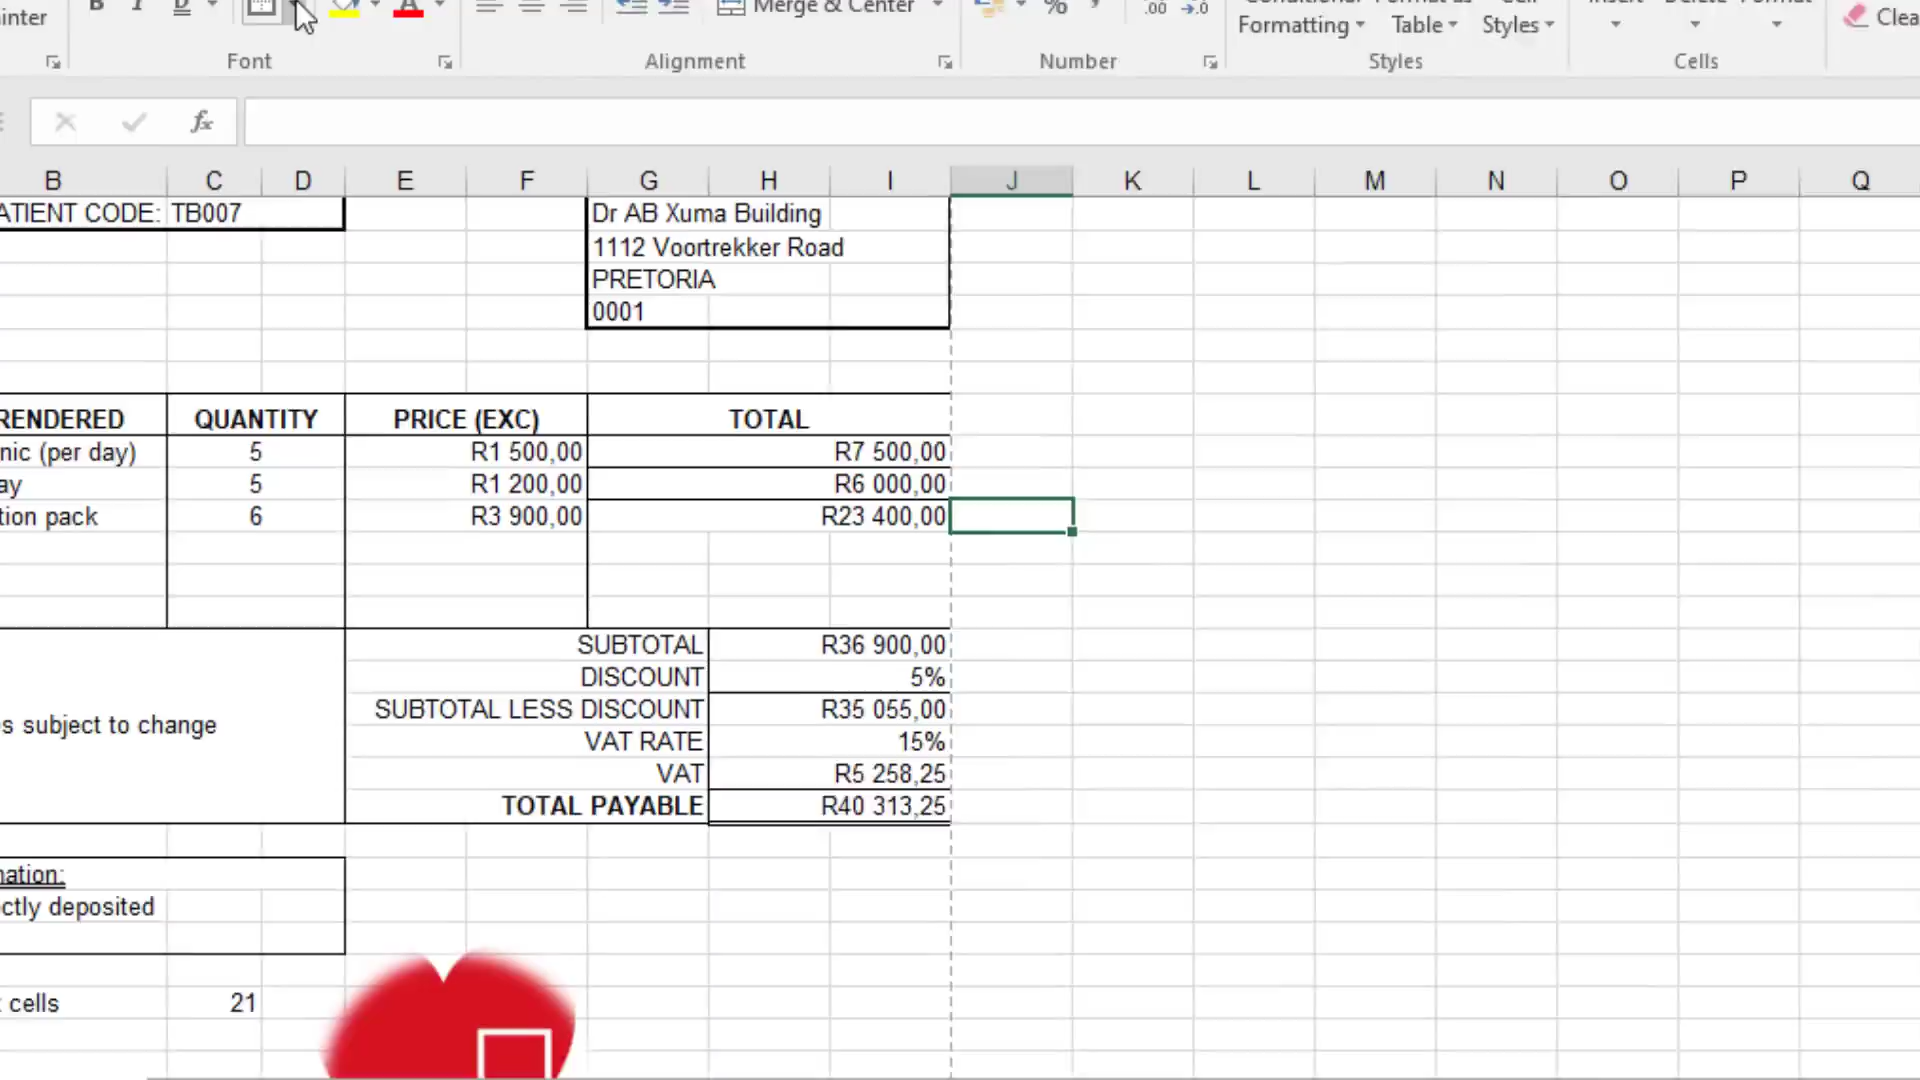 inter B I D A Merge & Center % , .00 →.0
Formatting Table Styles Clea
Font Alignment Number Styles Cells
fx
B C D E F G H I J K L M N O P Q
ATIENT CODE: TB007 Dr AB Xuma Building
1112 Voortrekker Road
PRETORIA
0001
RENDERED QUANTITY PRICE (EXC) TOTAL
nic (per day) 5 R1 500,00 R7 500,00
ay 5 R1 200,00 R6 000,00
tion pack 6 R3 900,00 R23 400,00
SUBTOTAL R36 900,00
DISCOUNT 5%
SUBTOTAL LESS DISCOUNT R35 055,00
s subject to change
VAT RATE 15%
VAT R5 258,25
TOTAL PAYABLE R40 313,25
nation:
ctly deposited
cells 21